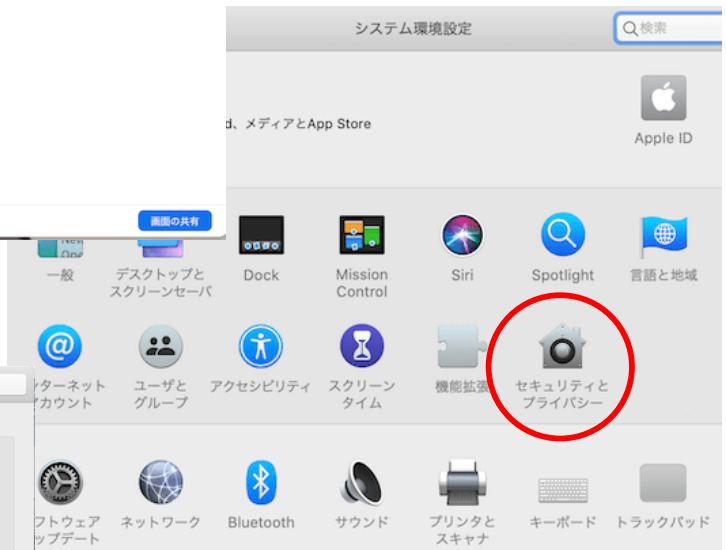 システム環境設定
検索
d、メディアとApp Store
Apple ID
画面の共有
一般
デスクトップと
スクリーンセーバ
Dock
Mission
Control
Siri
Spotlight
言語と地域
ターネット
カウント
ユーザと
グループ
アクセシビリティ
スクリーン
タイム
機能拡張
セキュリティと
プライバシー
フトウェア
ップデート
ネットワーク
Bluetooth
サウンド
プリンタと
スキャナ
キーボード
トラックパッド